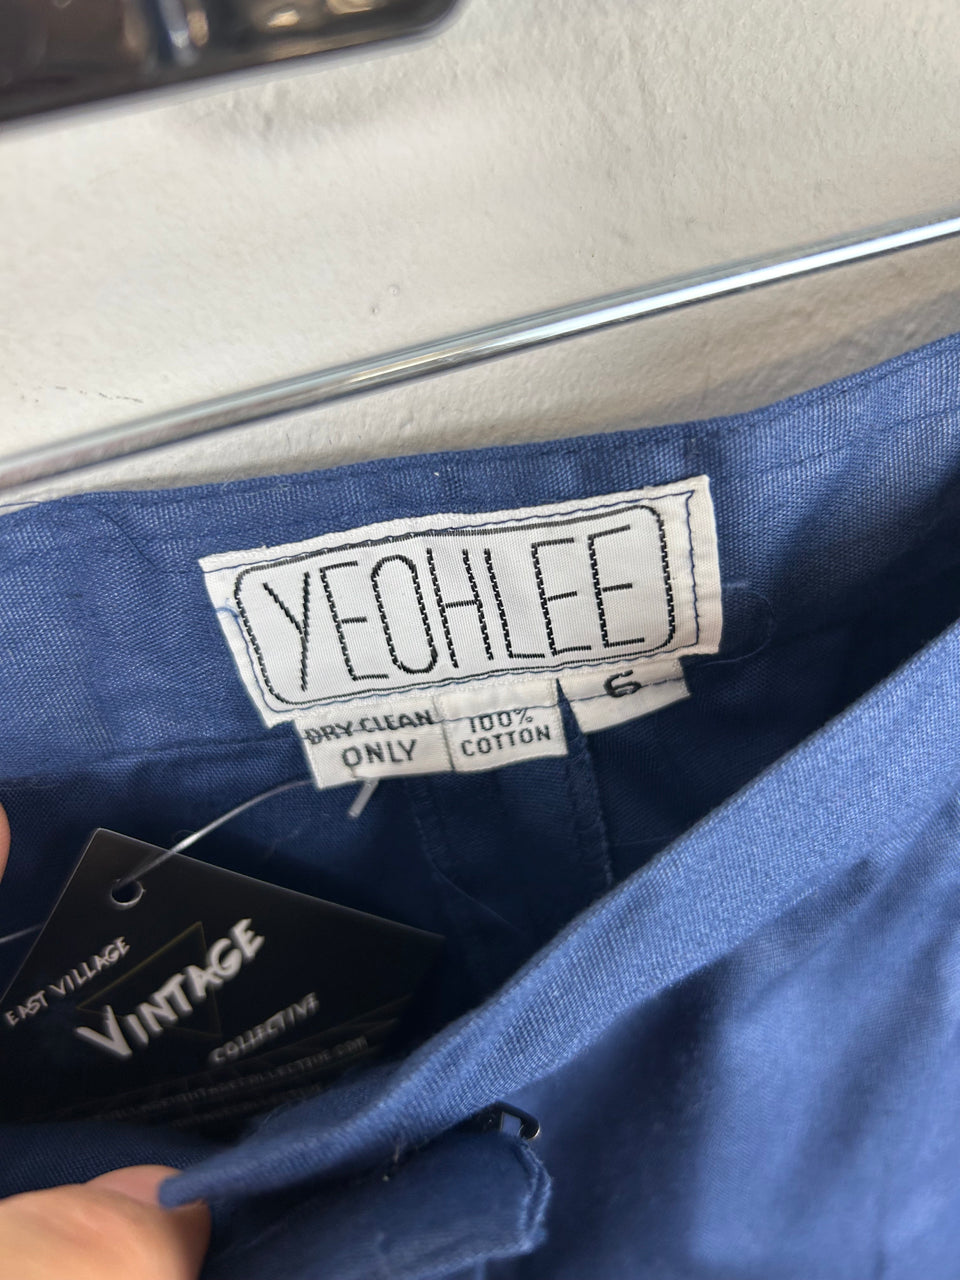 YEOHLEE
DRY CLEAN
ONLY
100%
COTTON
6
EAST VILLAGE
VINTAGE
COLLECTIVE